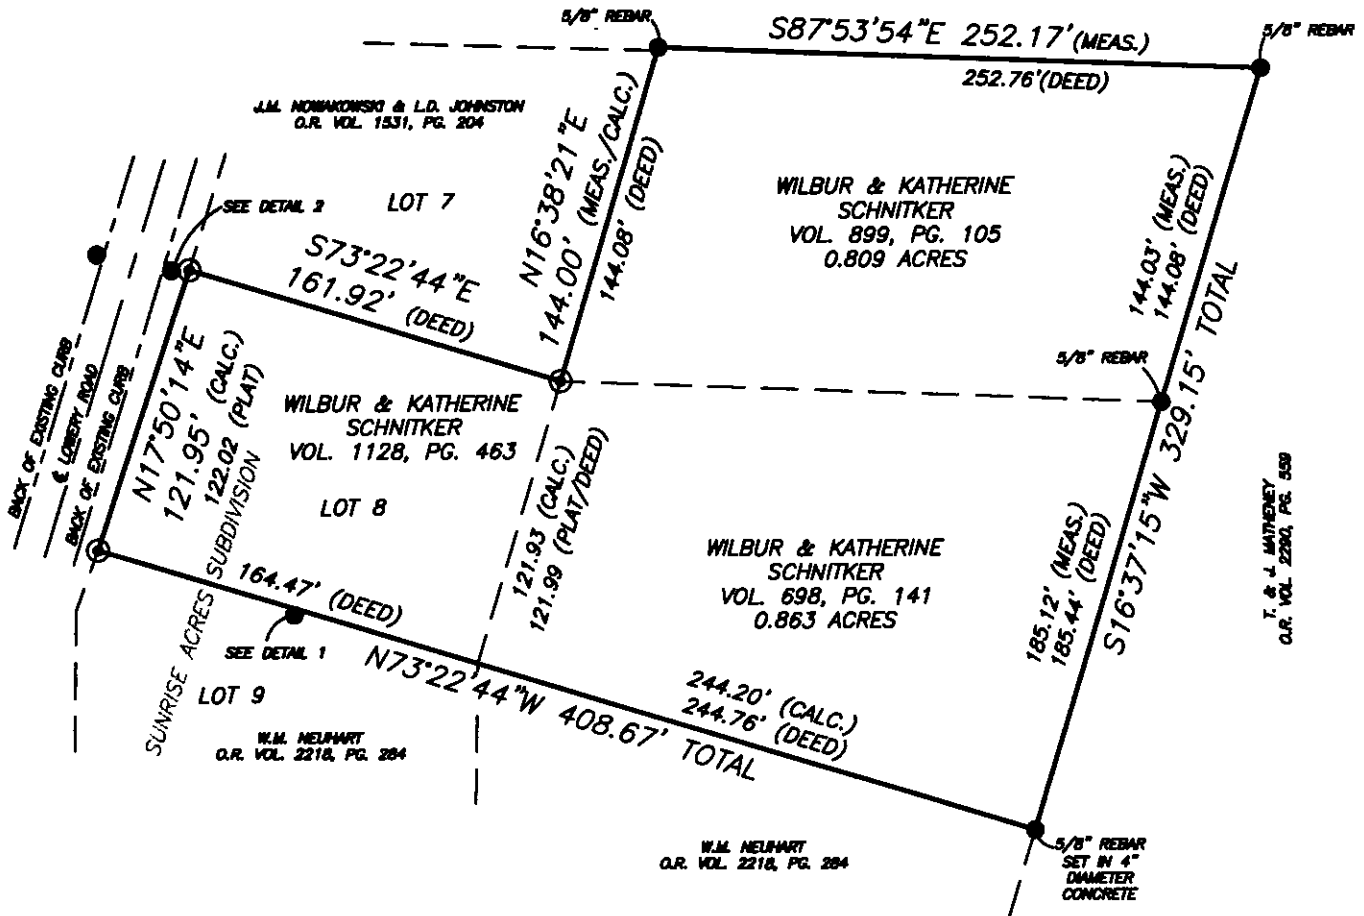 5/8" REBAR
S87°53'54"E 252.17' (MEAS.)
252.76' (DEED)
5/8" REBAR
J.M. NOWAKOWSKI & L.D. JOHNSTON
O.R. VOL. 1531, PG. 204
LOT 7
SEE DETAIL 2
N16°38'21"E
144.00' (MEAS./CALC.)
144.08' (DEED)
WILBUR & KATHERINE
SCHNITKER
VOL. 899, PG. 105
0.809 ACRES
144.03' (MEAS.)
144.08' (DEED)
S73°22'44"E
161.92' (DEED)
5/8" REBAR
S16°37'15"W 329.15' TOTAL
BACK OF EXISTING CURB
℄ LOWERY ROAD
BACK OF EXISTING CURB
N17°50'14"E
121.95' (CALC.)
122.02 (PLAT)
WILBUR & KATHERINE
SCHNITKER
VOL. 1128, PG. 463
LOT 8
121.93 (CALC.)
121.99 (PLAT/DEED)
WILBUR & KATHERINE
SCHNITKER
VOL. 698, PG. 141
0.863 ACRES
185.12' (MEAS.)
185.44' (DEED)
T. & J. MATHENEY
O.R. VOL. 2290, PG. 559
SUNRISE ACRES SUBDIVISION
164.47' (DEED)
SEE DETAIL 1
N73°22'44"W 408.67' TOTAL
244.20' (CALC.)
244.76' (DEED)
LOT 9
W.M. NEUHART
O.R. VOL. 2218, PG. 284
W.M. NEUHART
O.R. VOL. 2218, PG. 284
5/8" REBAR
SET IN 4"
DIAMETER
CONCRETE